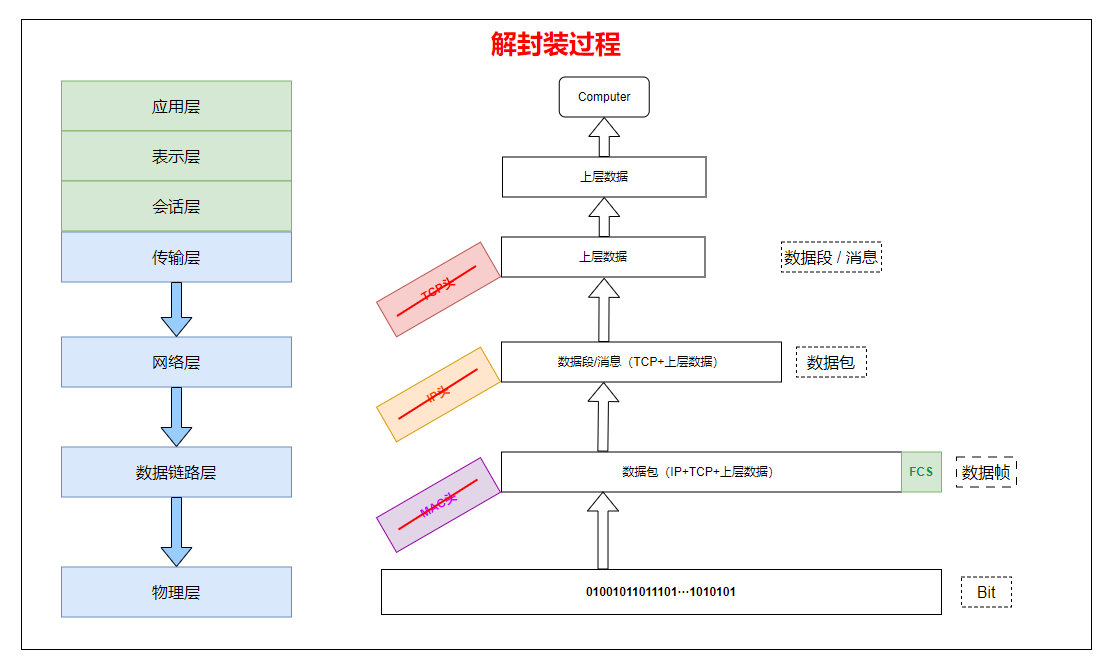 解封装过程
Computer
应用层
表示层
上层数据
会话层
传输层
上层数据
数据段 / 消息
TCP头
网络层
数据段/消息（TCP+上层数据）
数据包
IP头
数据链路层
数据包（IP+TCP+上层数据）
FCS
数据帧
MAC头
物理层
01001011011101···1010101
Bit